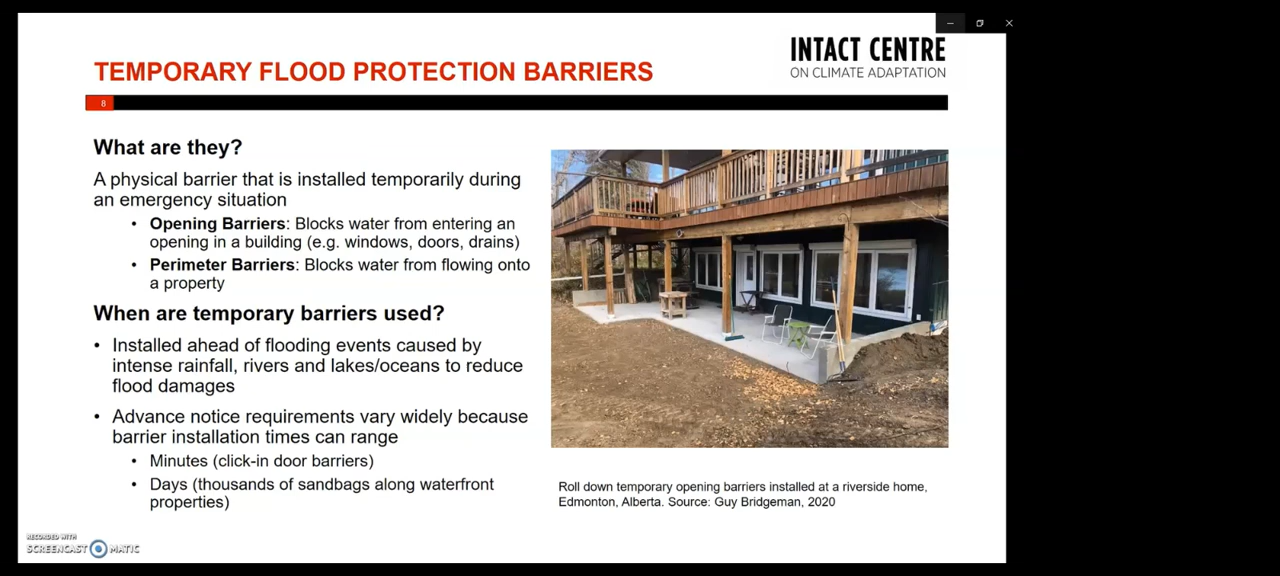 INTACT CENTRE
ON CLIMATE ADAPTATION
TEMPORARY FLOOD PROTECTION BARRIERS
8
What are they?
A physical barrier that is installed temporarily during
an emergency situation
• Opening Barriers: Blocks water from entering an
opening in a building (e.g. windows, doors, drains)
• Perimeter Barriers: Blocks water from flowing onto
a property
When are temporary barriers used?
• Installed ahead of flooding events caused by
intense rainfall, rivers and lakes/oceans to reduce
flood damages
• Advance notice requirements vary widely because
barrier installation times can range
• Minutes (click-in door barriers)
• Days (thousands of sandbags along waterfront
properties)
Roll down temporary opening barriers installed at a riverside home,
Edmonton, Alberta. Source: Guy Bridgeman, 2020
RECORDED WITH
SCREENCAST MATIC